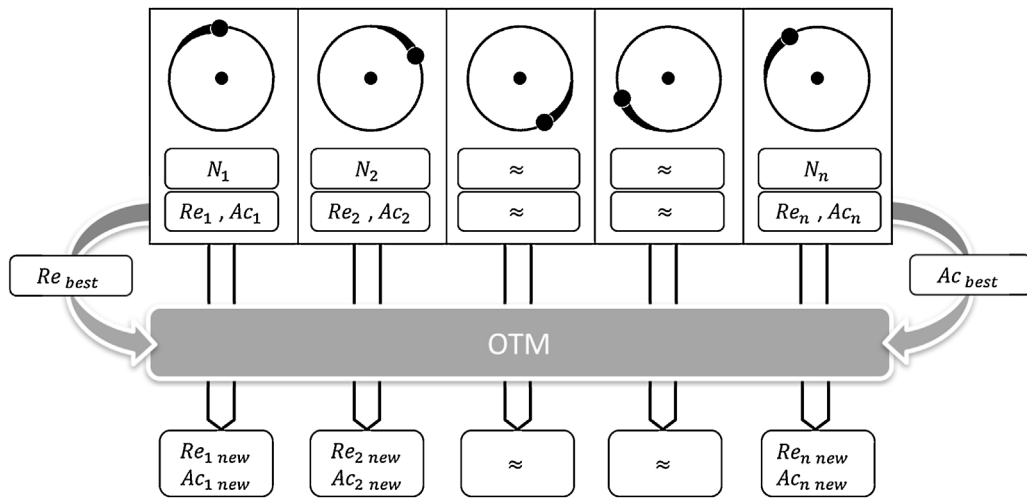 N₁ N₂ ≈ ≈ Nₙ
Re₁ , Ac₁ Re₂ , Ac₂ ≈ ≈ Reₙ , Acₙ
Re best Ac best
OTM
Re₁ new Re₂ new ≈ ≈ Reₙ new
Ac₁ new Ac₂ new Acₙ new